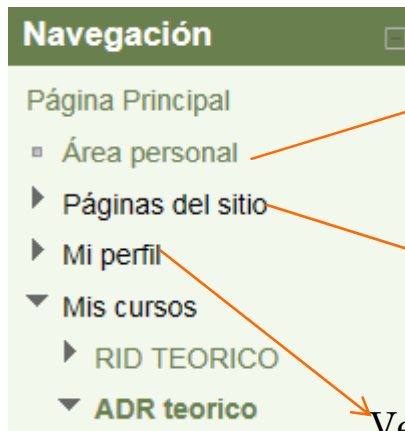 Navegación
Página Principal
Área personal
Páginas del sitio
Mi perfil
Mis cursos
RID TEORICO
ADR teorico